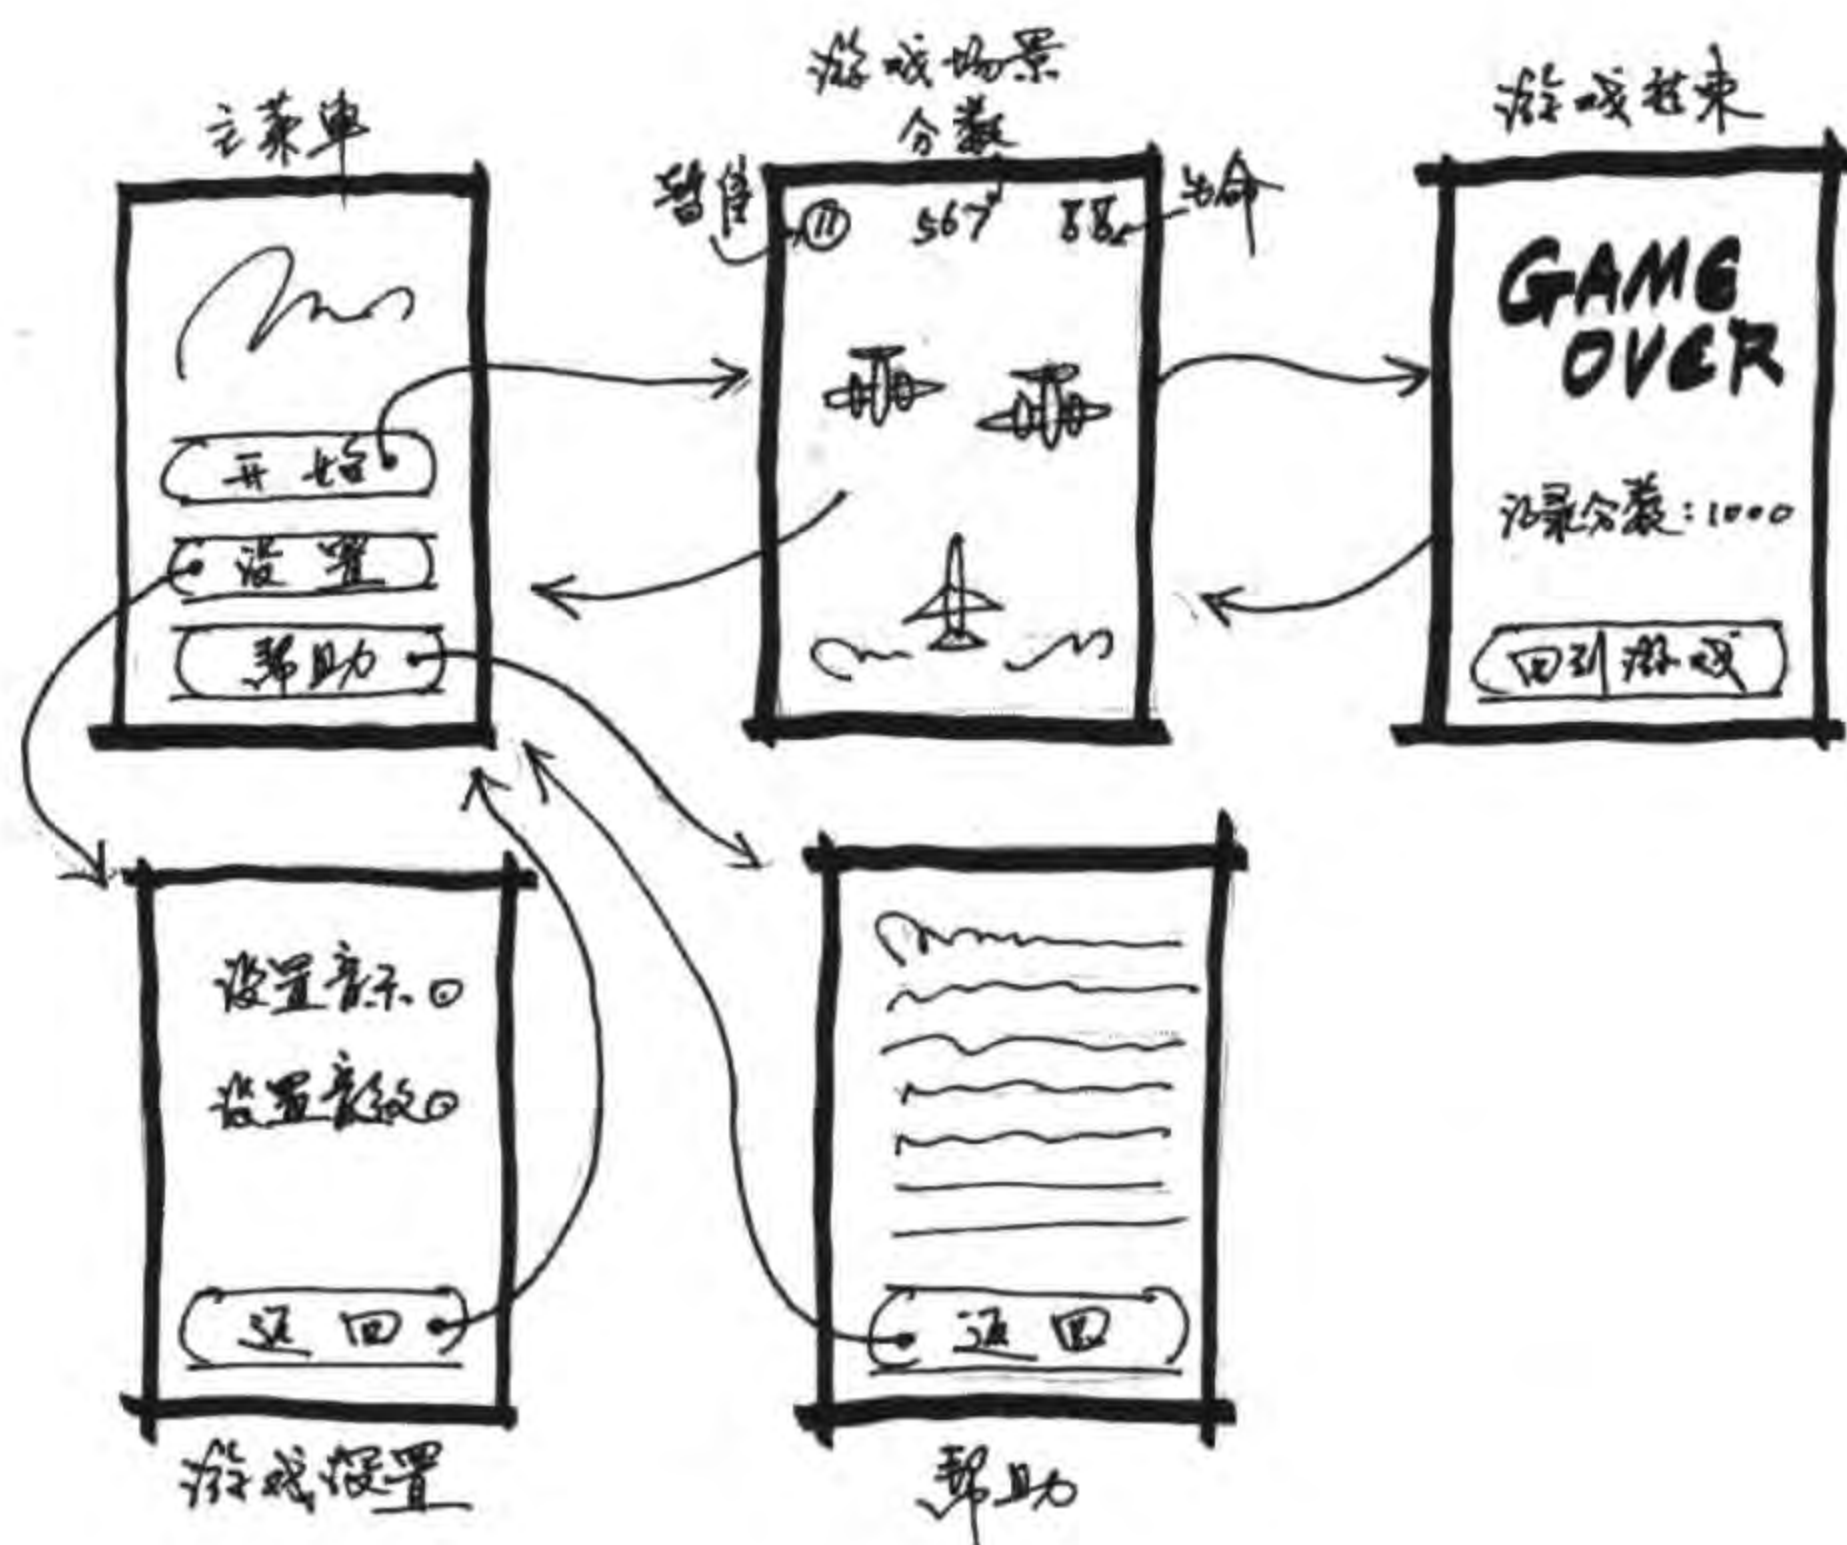 主菜单
开始
设置
帮助
游戏场景
分数
暂停
567
生命
游戏结束
GAME
OVER
记录分数:1000
回到游戏
设置音乐
设置音效
返回
游戏设置
返回
帮助